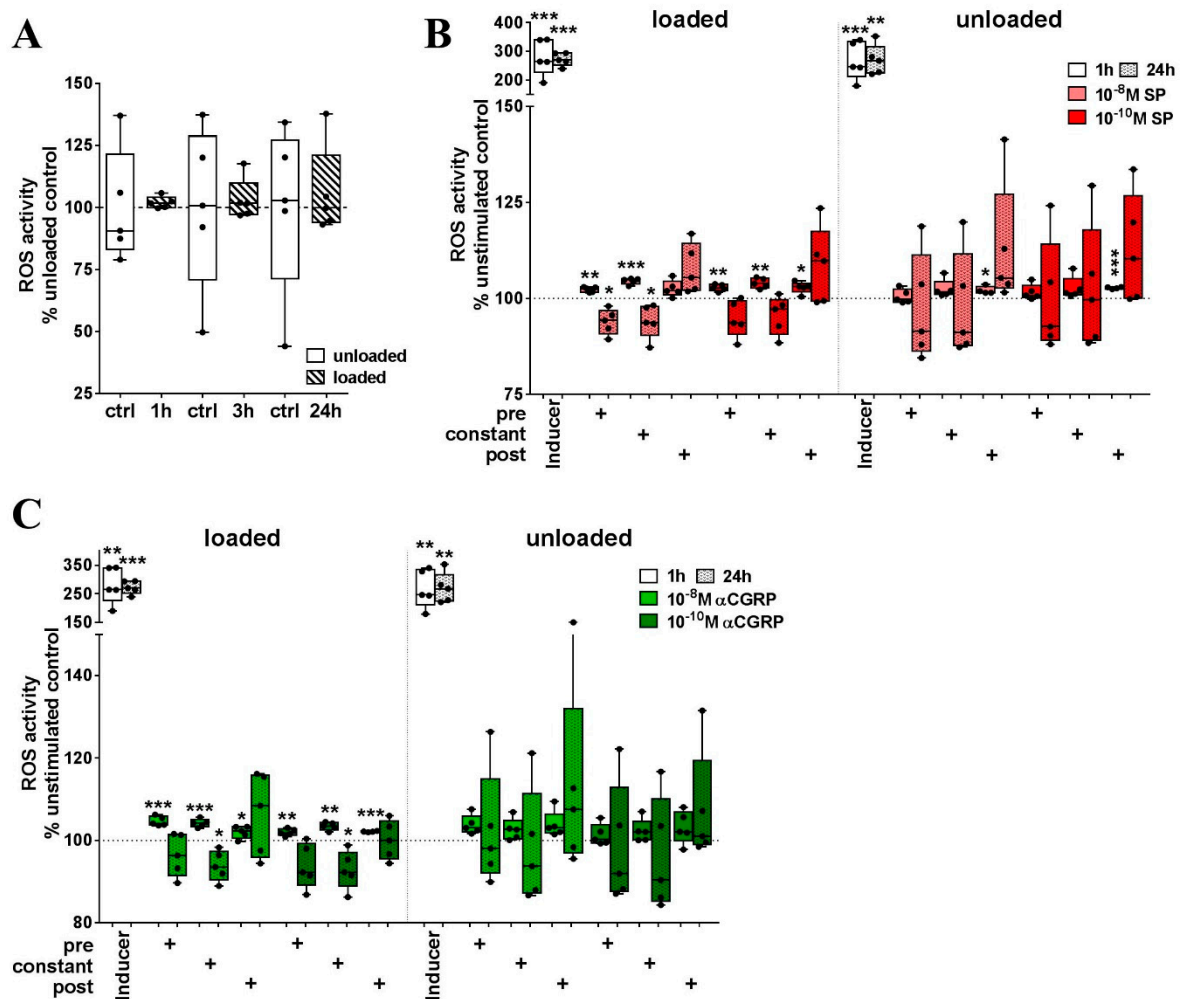 A
ROS activity
% unloaded control
150
125
100
75
50
25
unloaded
loaded
ctrl 1h ctrl 3h ctrl 24h
B
loaded unloaded
ROS activity
% unstimulated control
400
300
200
150
125
100
75
*** *** ** * *** * ** ** *
*** ** * ***
1h 24h
10⁻⁸M SP
10⁻¹⁰M SP
Inducer Inducer
pre + + + +
constant + + + +
post + + + +
C
loaded unloaded
ROS activity
% unstimulated control
350
250
150
140
120
100
80
** *** *** *** * * ** ** * ***
** **
1h 24h
10⁻⁸M αCGRP
10⁻¹⁰M αCGRP
Inducer Inducer
pre + + + +
constant + + + +
post + + + +